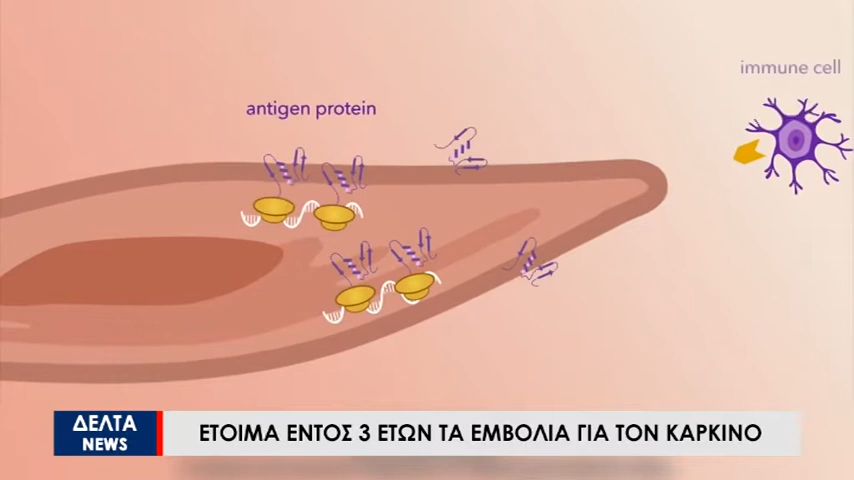 immune cell
antigen protein
ΔΕΛΤΑ
NEWS
ΕΤΟΙΜΑ ΕΝΤΟΣ 3 ΕΤΩΝ ΤΑ ΕΜΒΟΛΙΑ ΓΙΑ ΤΟΝ ΚΑΡΚΙΝΟ